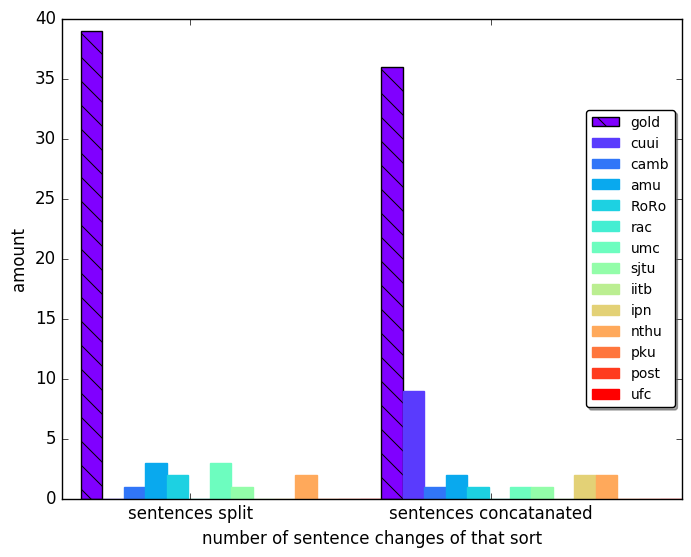 40
35
30
25
20
15
10
5
0
amount
gold
cuui
camb
amu
RoRo
rac
umc
sjtu
iitb
ipn
nthu
pku
post
ufc
sentences split
sentences concatanated
number of sentence changes of that sort